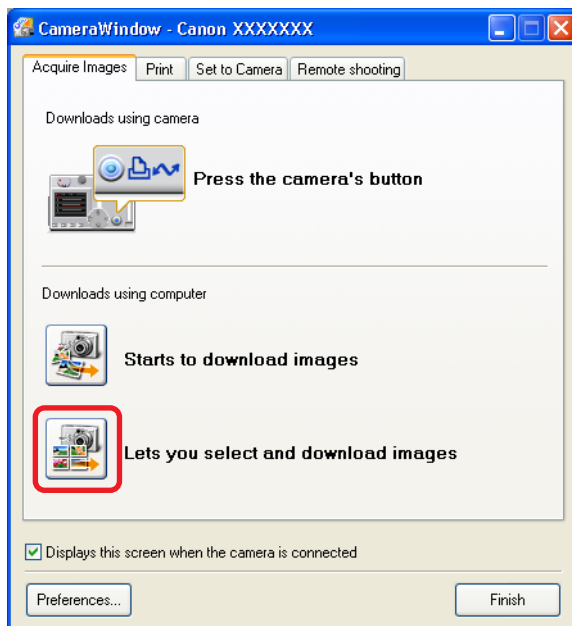 CameraWindow - Canon XXXXXXX
Acquire Images Print Set to Camera Remote shooting
Downloads using camera
Press the camera's button
Downloads using computer
Starts to download images
Lets you select and download images
Displays this screen when the camera is connected
Preferences... Finish